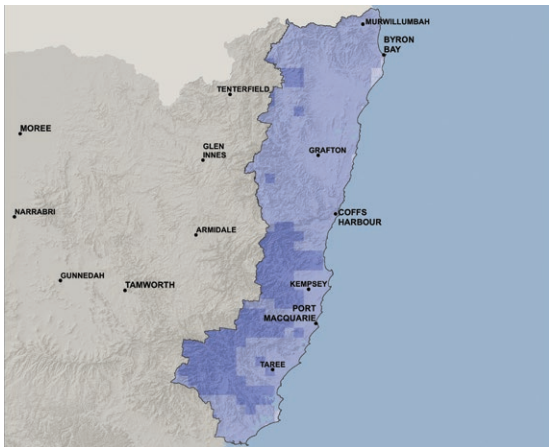 MURWILLUMBAH
BYRON
BAY
TENTERFIELD
MOREE
GLEN
INNES
GRAFTON
NARRABRI
COFFS
HARBOUR
ARMIDALE
GUNNEDAH
TAMWORTH
KEMPSEY
PORT
MACQUARIE
TAREE